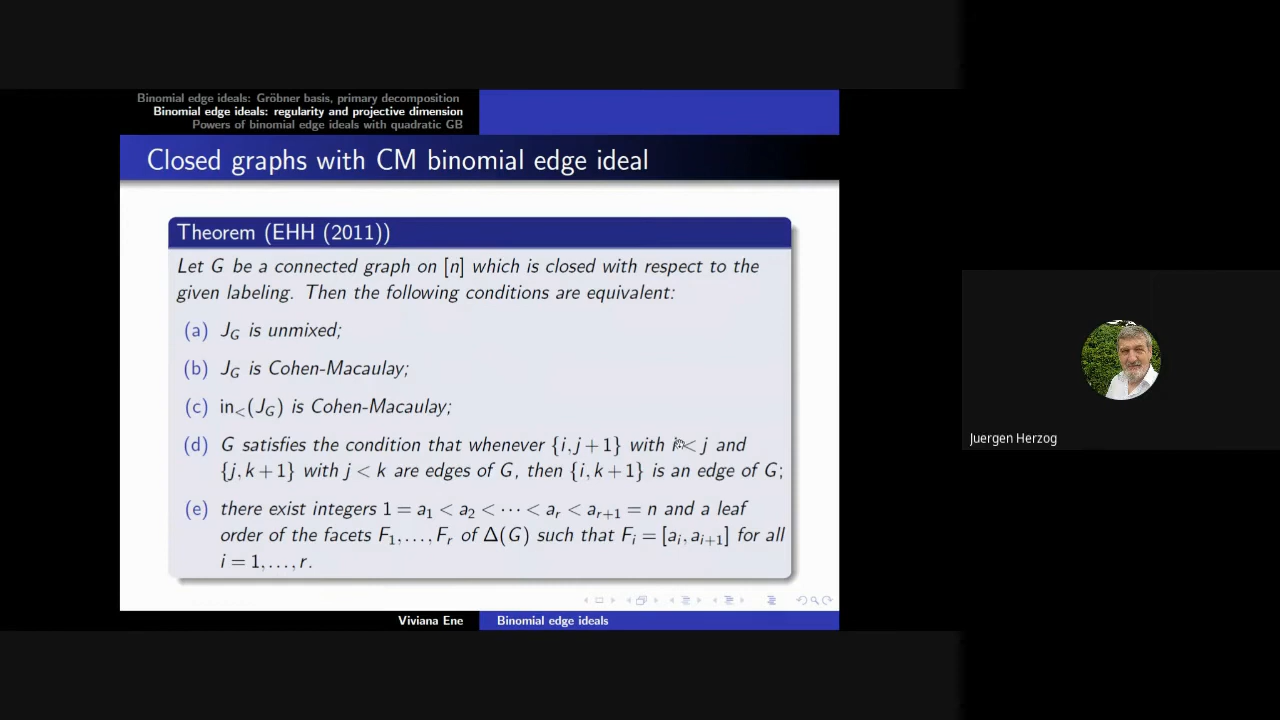 Binomial edge ideals: Gröbner basis, primary decomposition
Binomial edge ideals: regularity and projective dimension
Powers of binomial edge ideals with quadratic GB
Closed graphs with CM binomial edge ideal
Theorem (EHH (2011))
Let G be a connected graph on [n] which is closed with respect to the
given labeling. Then the following conditions are equivalent:
(a) J_G is unmixed;
(b) J_G is Cohen-Macaulay;
(c) in_<(J_G) is Cohen-Macaulay;
(d) G satisfies the condition that whenever {i, j + 1} with i < j and
{j, k + 1} with j < k are edges of G, then {i, k + 1} is an edge of G;
(e) there exist integers 1 = a_1 < a_2 < ⋯ < a_r < a_{r+1} = n and a leaf
order of the facets F_1, . . . , F_r of Δ(G) such that F_i = [a_i, a_{i+1}] for all
i = 1, . . . , r.
Viviana Ene
Binomial edge ideals
Juergen Herzog